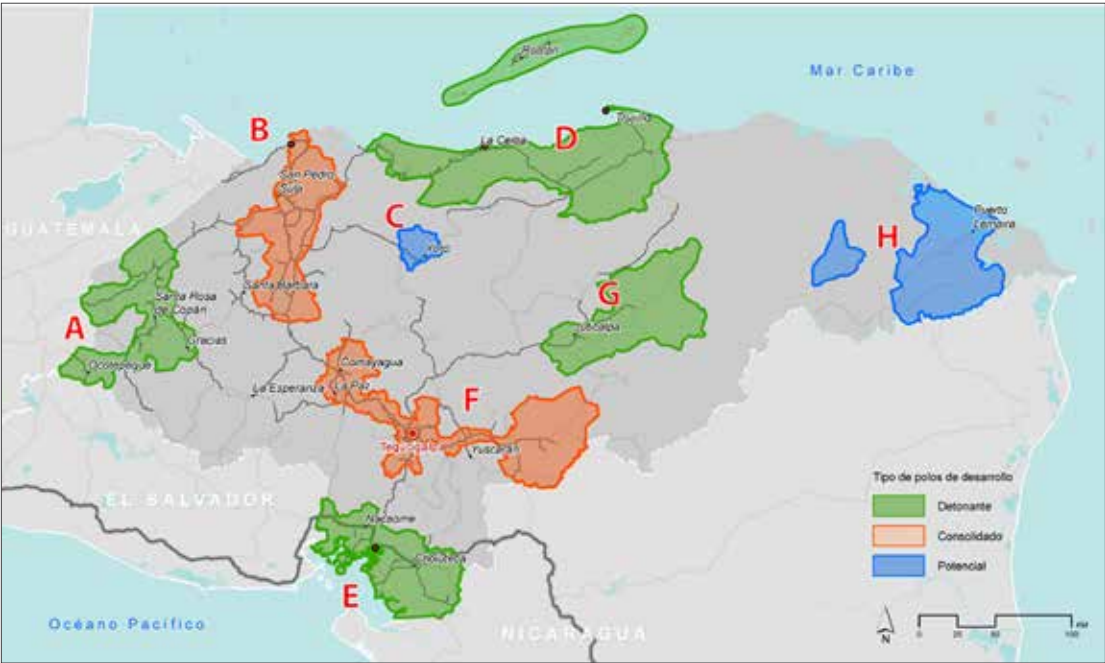 Roatán
Mar Caribe
Trujillo
B
La Ceiba
D
San Pedro
Sula
C
Yoro
GUATEMALA
H
Puerto
Lempira
Santa Bárbara
Santa Rosa
de Copán
G
Juticalpa
A
Gracias
Ocotepeque
Comayagua
La Esperanza
La Paz
F
Tegucigalpa
Yuscarán
EL SALVADOR
Nacaome
Choluteca
E
Océano Pacífico
NICARAGUA
Tipo de polos de desarrollo
Detonante
Consolidado
Potencial
N
0 25 50 100